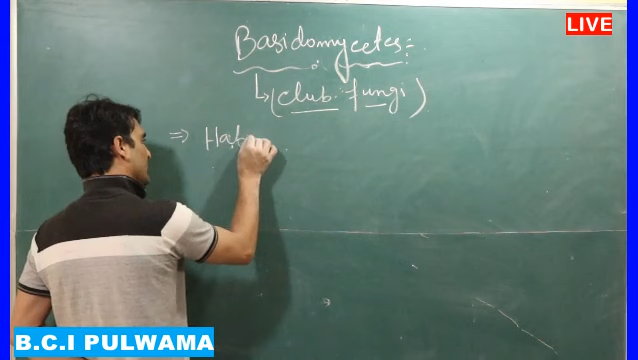 LIVE
Basidomycetes:-
↳ (club fungi)
⇒ Hab
B.C.I PULWAMA